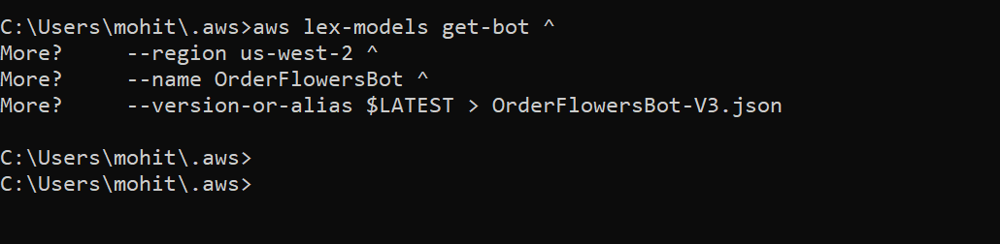 C:\Users\mohit\.aws>aws lex-models get-bot ^
More?     --region us-west-2 ^
More?     --name OrderFlowersBot ^
More?     --version-or-alias $LATEST > OrderFlowersBot-V3.json
C:\Users\mohit\.aws>
C:\Users\mohit\.aws>